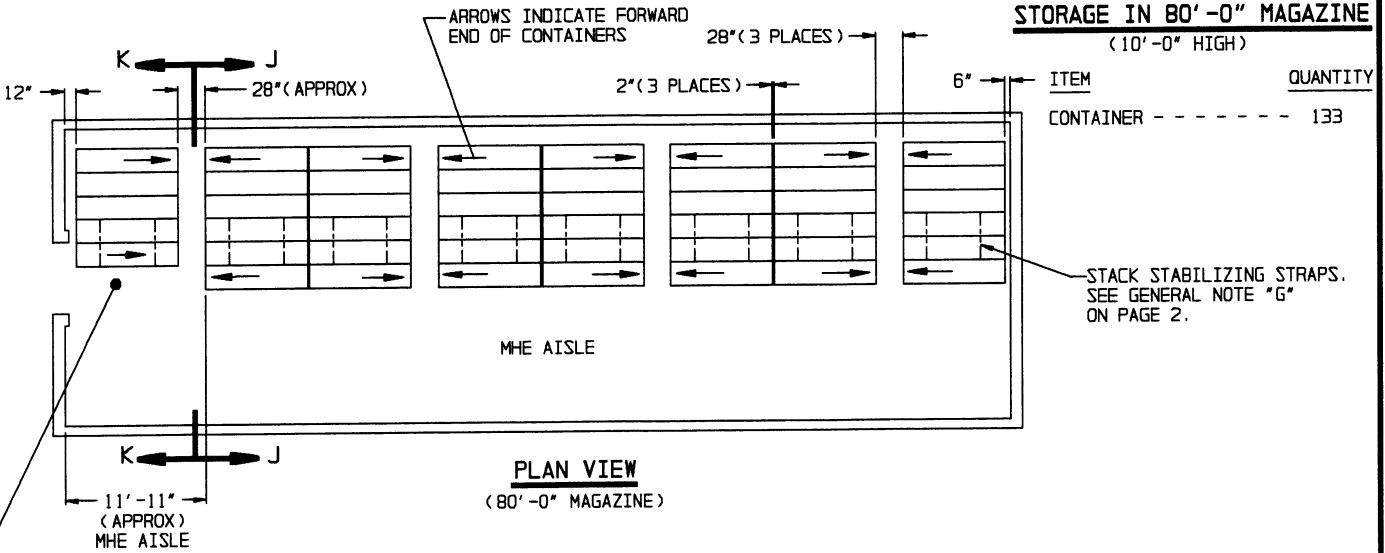 STORAGE IN 80'-0" MAGAZINE
(10'-0" HIGH)
ITEM QUANTITY
CONTAINER - - - - - - - 133
ARROWS INDICATE FORWARD
END OF CONTAINERS
28"(3 PLACES)
K J
12"
28"(APPROX)
2"(3 PLACES)
6"
STACK STABILIZING STRAPS.
SEE GENERAL NOTE "G"
ON PAGE 2.
MHE AISLE
K J
11'-11"
(APPROX)
MHE AISLE
PLAN VIEW
(80'-0" MAGAZINE)